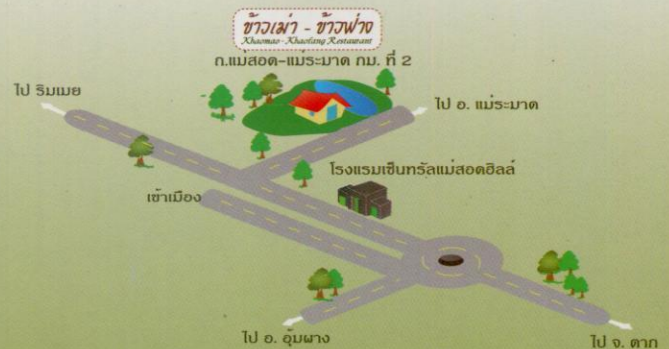 ข้าวเม่า - ข้าวฟ่าง
Khaomao - Khaofang Restaurant
ถ.แม่สอด-แม่ระมาด กม. ที่ 2
ไป ริมเมย
ไป อ. แม่ระมาด
โรงแรมเซ็นทรัลแม่สอดฮิลล์
เข้าเมือง
ไป อ. อุ้มผาง
ไป จ. ตาก